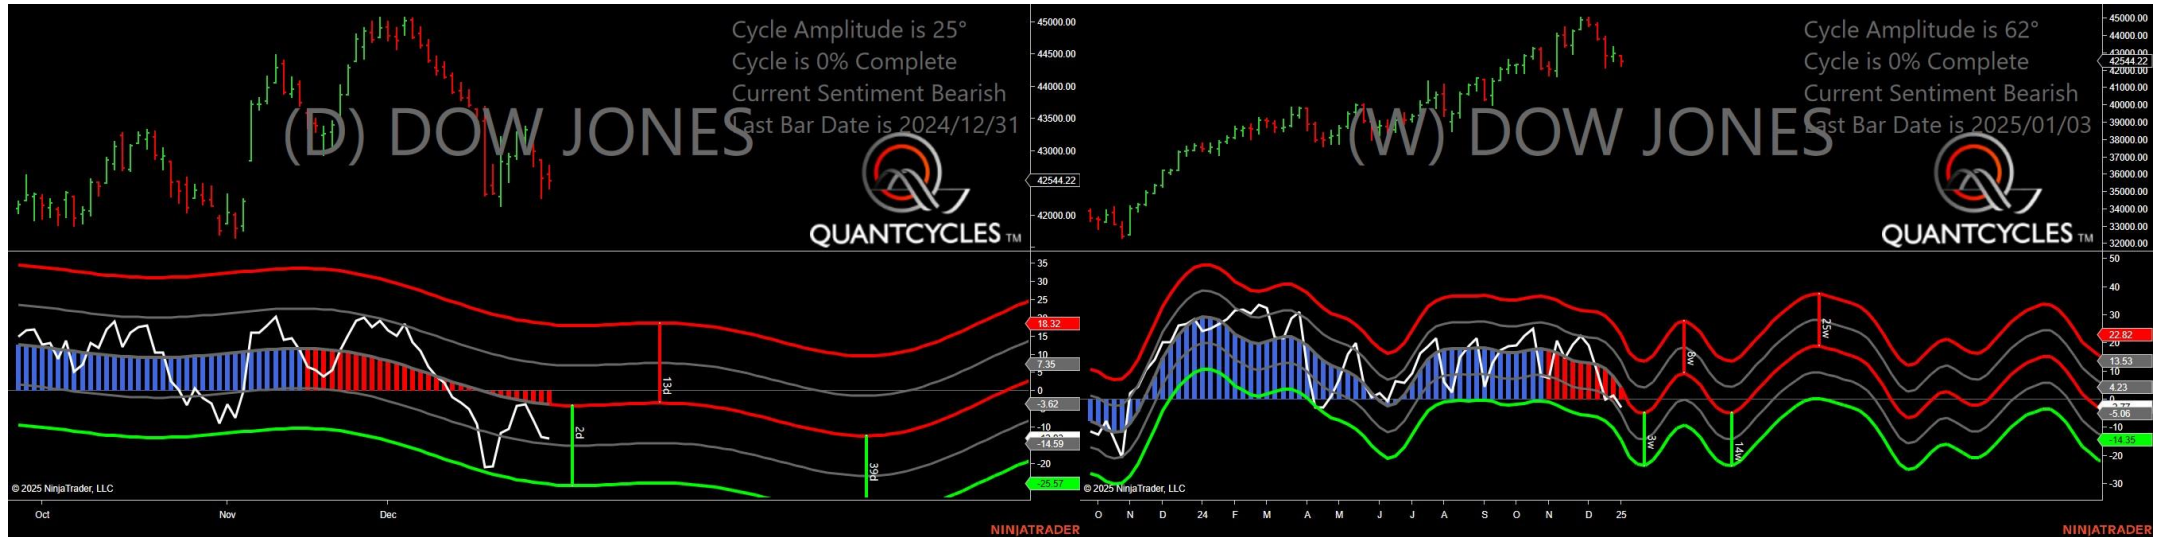 Cycle Amplitude is 25°
Cycle is 0% Complete
Current Sentiment Bearish
Last Bar Date is 2024/12/31
(D) DOW JONES
QUANTCYCLES TM
45000.00
44500.00
44000.00
43500.00
43000.00
42544.22
42000.00
35
30
25
18.32
15
10
7.35
5
0
-3.62
-10
-14.59
-20
-25.57
13d
2d
39d
© 2025 NinjaTrader, LLC
Oct
Nov
Dec
NINJATRADER
Cycle Amplitude is 62°
Cycle is 0% Complete
Current Sentiment Bearish
Last Bar Date is 2025/01/03
(W) DOW JONES
QUANTCYCLES TM
45000.00
44000.00
43000.00
42544.22
42000.00
41000.00
40000.00
39000.00
38000.00
37000.00
36000.00
35000.00
34000.00
33000.00
32000.00
50
40
30
22.82
20
13.53
10
4.23
-5.06
-10
-14.35
-20
-30
8w
25w
3w
14w
© 2025 NinjaTrader, LLC
O N D 24 F M A M J J A S O N D 25
NINJATRADER